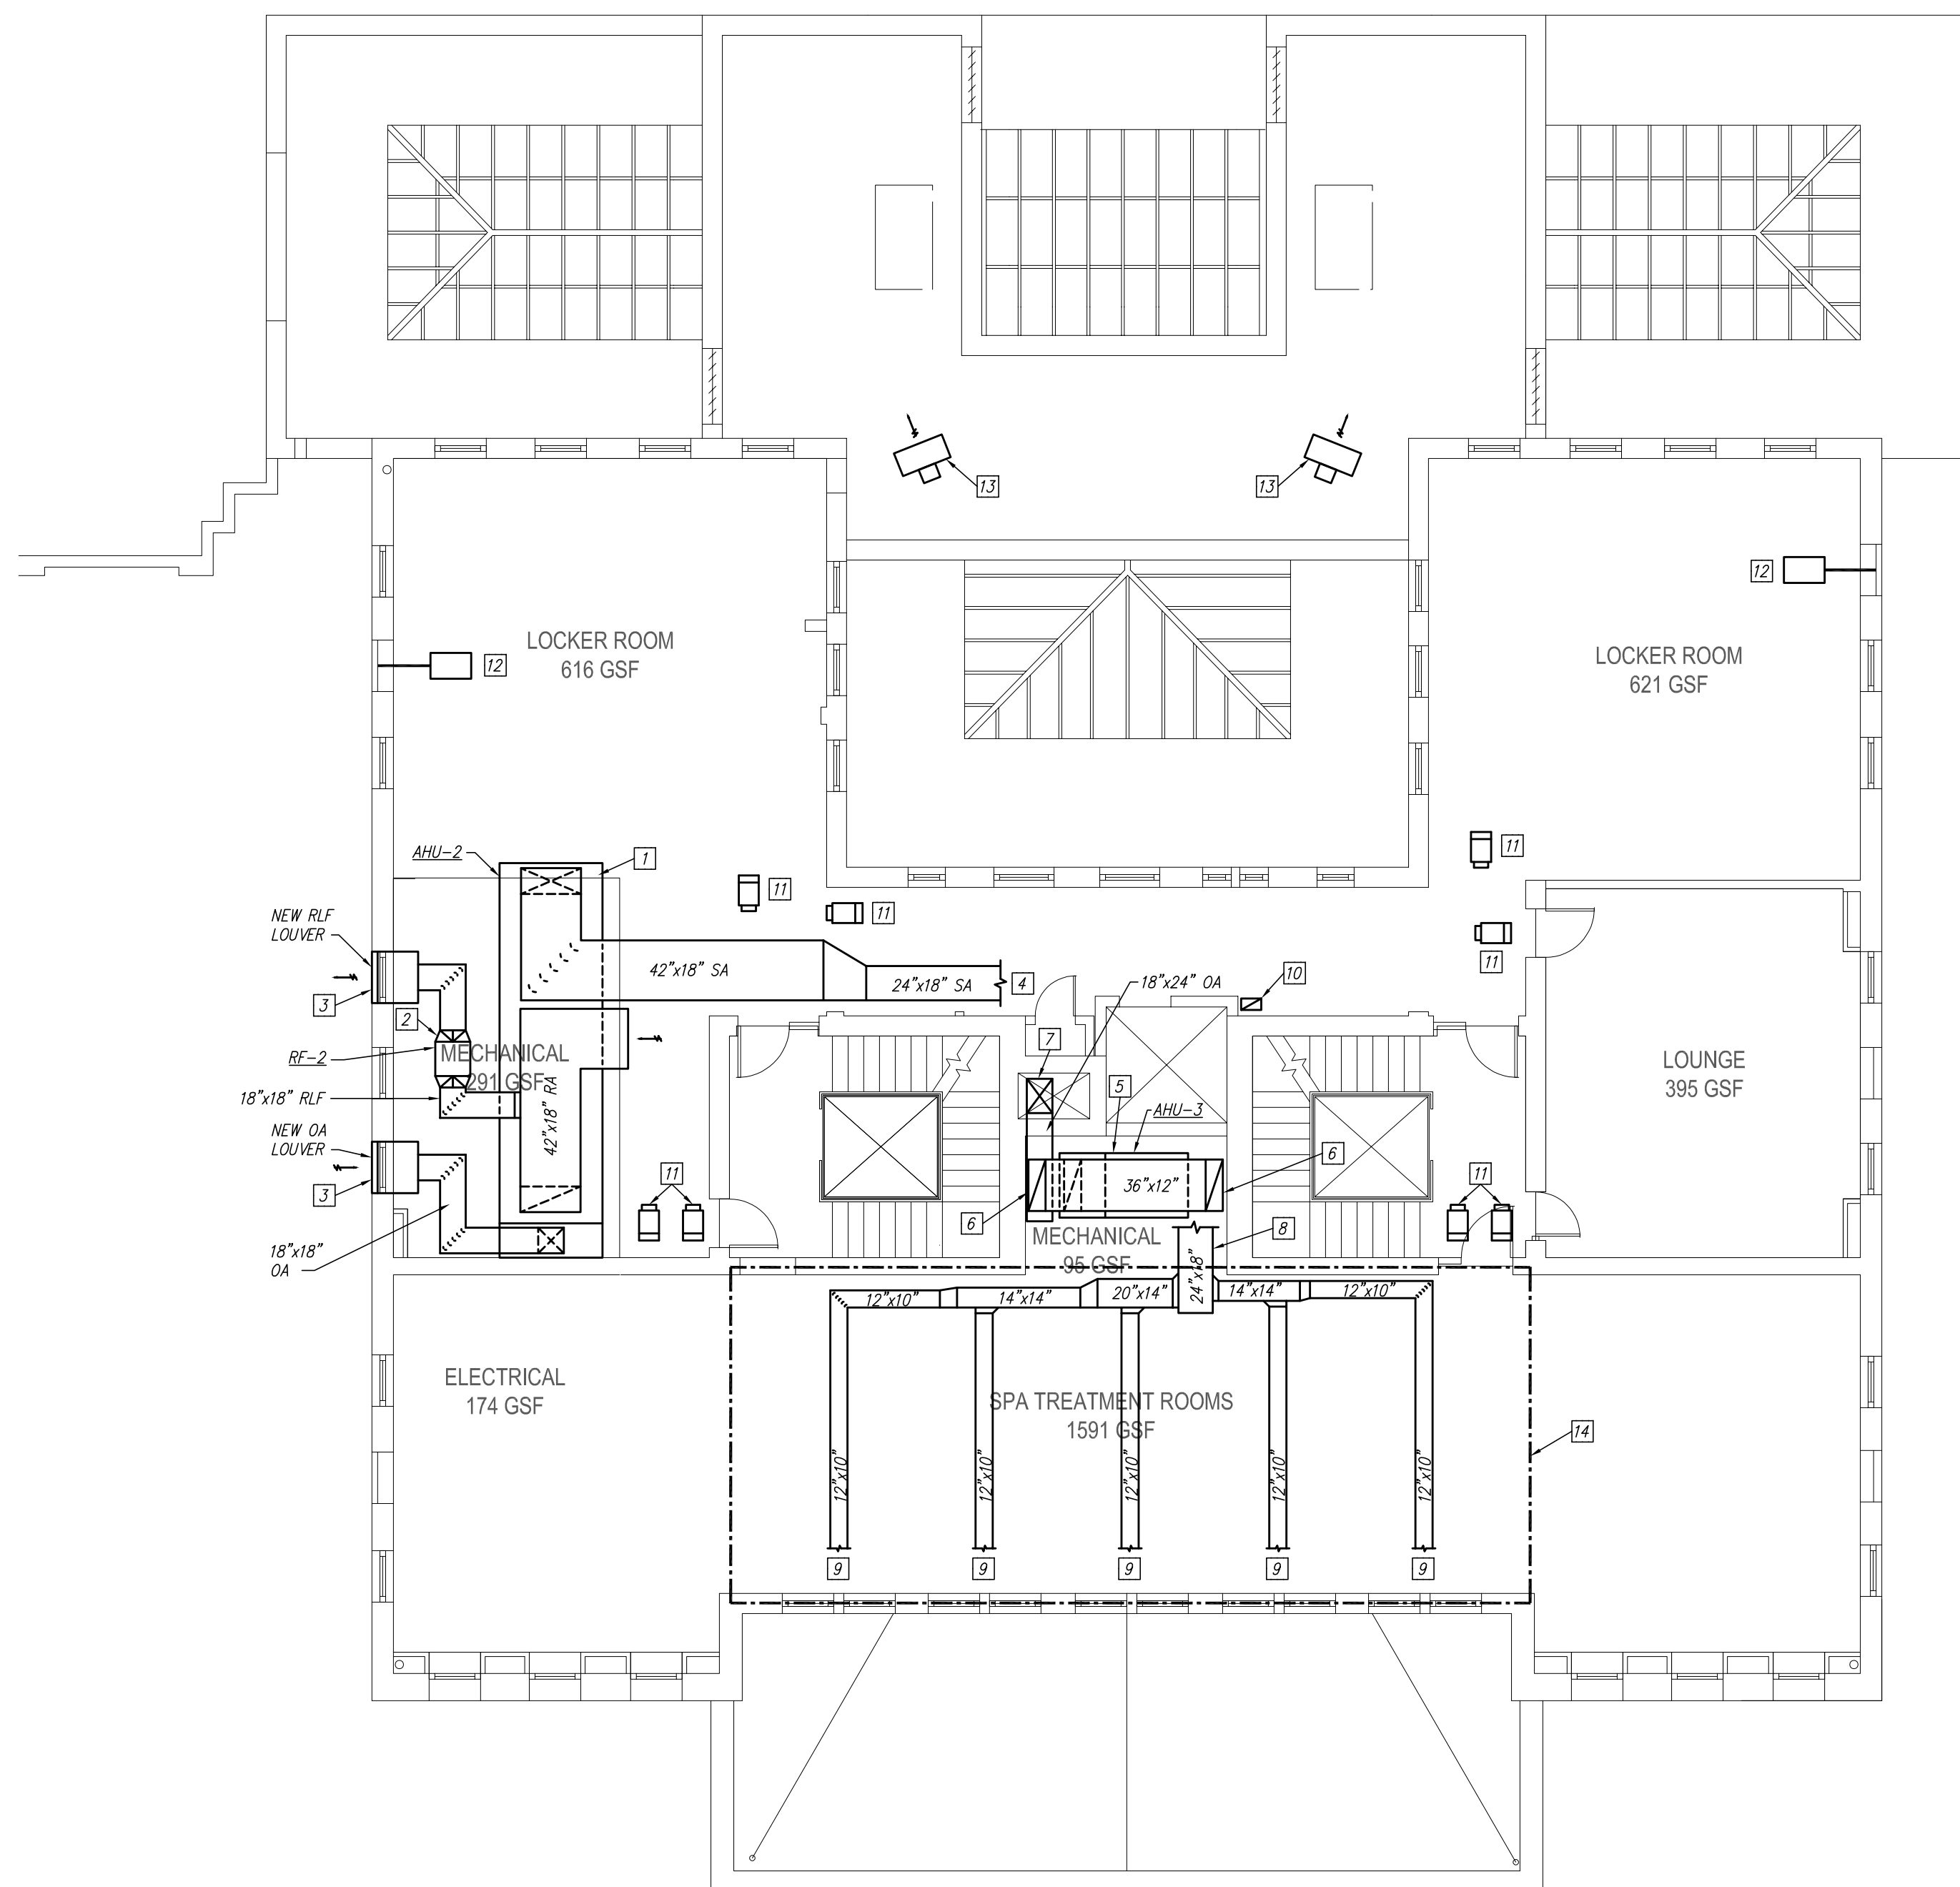 13
13
12
LOCKER ROOM
616 GSF
12
LOCKER ROOM
621 GSF
11
AHU-2
1
11
11
NEW RLF
LOUVER
11
42"x18" SA
24"x18" SA
4
18"x24" OA
10
3
2
RF-2
MECHANICAL
291 GSF
7
LOUNGE
395 GSF
18"x18" RLF
42"x18" RA
5
AHU-3
NEW OA
LOUVER
3
11
6
11
36"x12"
6
18"x18"
OA
MECHANICAL
95 GSF
8
24"x18"
12"x10"
14"x14"
20"x14"
14"x14"
12"x10"
ELECTRICAL
174 GSF
SPA TREATMENT ROOMS
1591 GSF
14
12"x10"
12"x10"
12"x10"
12"x10"
12"x10"
9
9
9
9
9